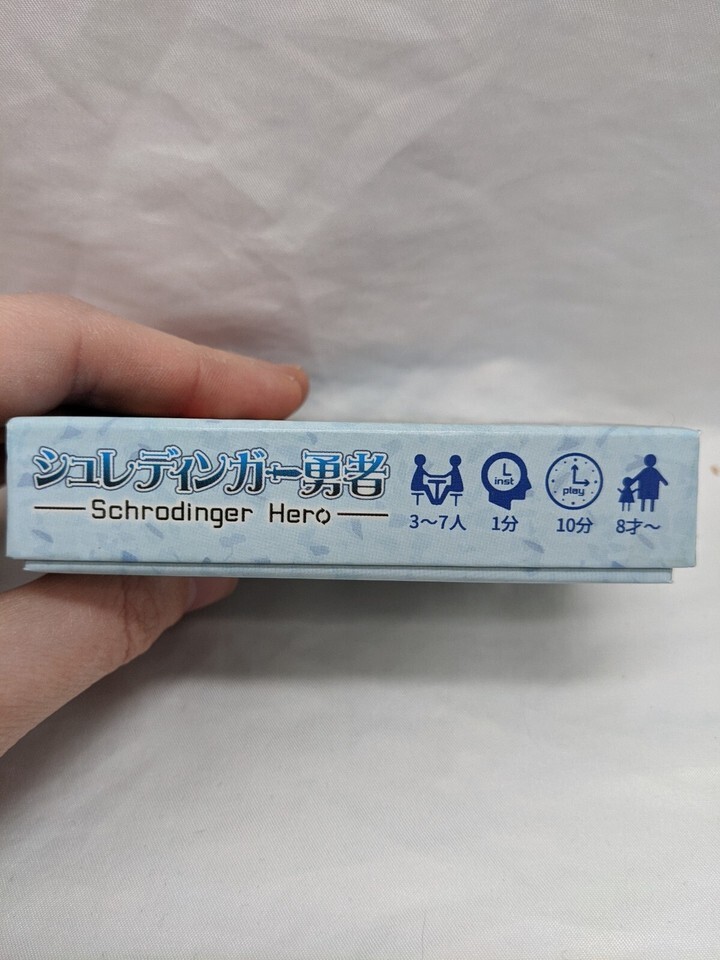 シュレディンガー勇者
Schrodinger Hero
inst
play
3～7人 1分 10分 8才～